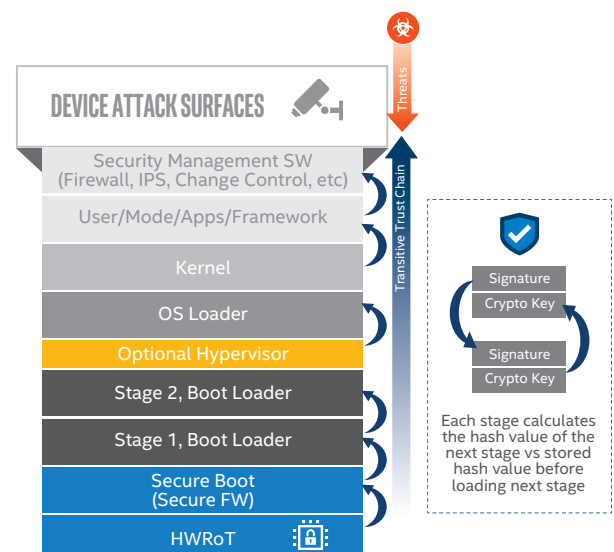 DEVICE ATTACK SURFACES
Threats
Transitive Trust Chain
Security Management SW
(Firewall, IPS, Change Control, etc)
User/Mode/Apps/Framework
Kernel
OS Loader
Optional Hypervisor
Stage 2, Boot Loader
Stage 1, Boot Loader
Secure Boot
(Secure FW)
HWRoT
Signature
Crypto Key
Signature
Crypto Key
Each stage calculates
the hash value of the
next stage vs stored
hash value before
loading next stage